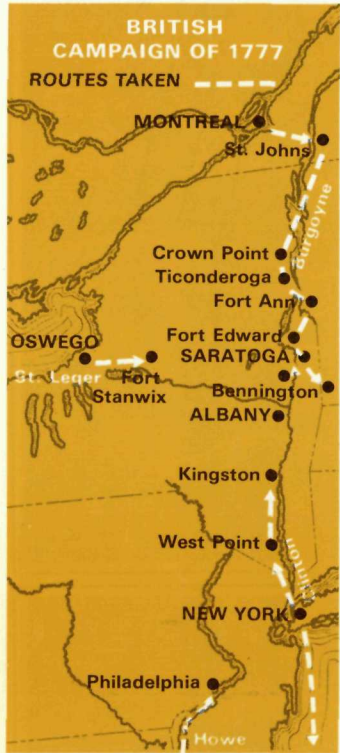 BRITISH
CAMPAIGN OF 1777
ROUTES TAKEN
MONTREAL
St. Johns
Burgoyne
Crown Point
Ticonderoga
Fort Ann
Fort Edward
OSWEGO
SARATOGA
St. Leger
Fort
Stanwix
Bennington
ALBANY
Kingston
West Point
Clinton
NEW YORK
Philadelphia
Howe